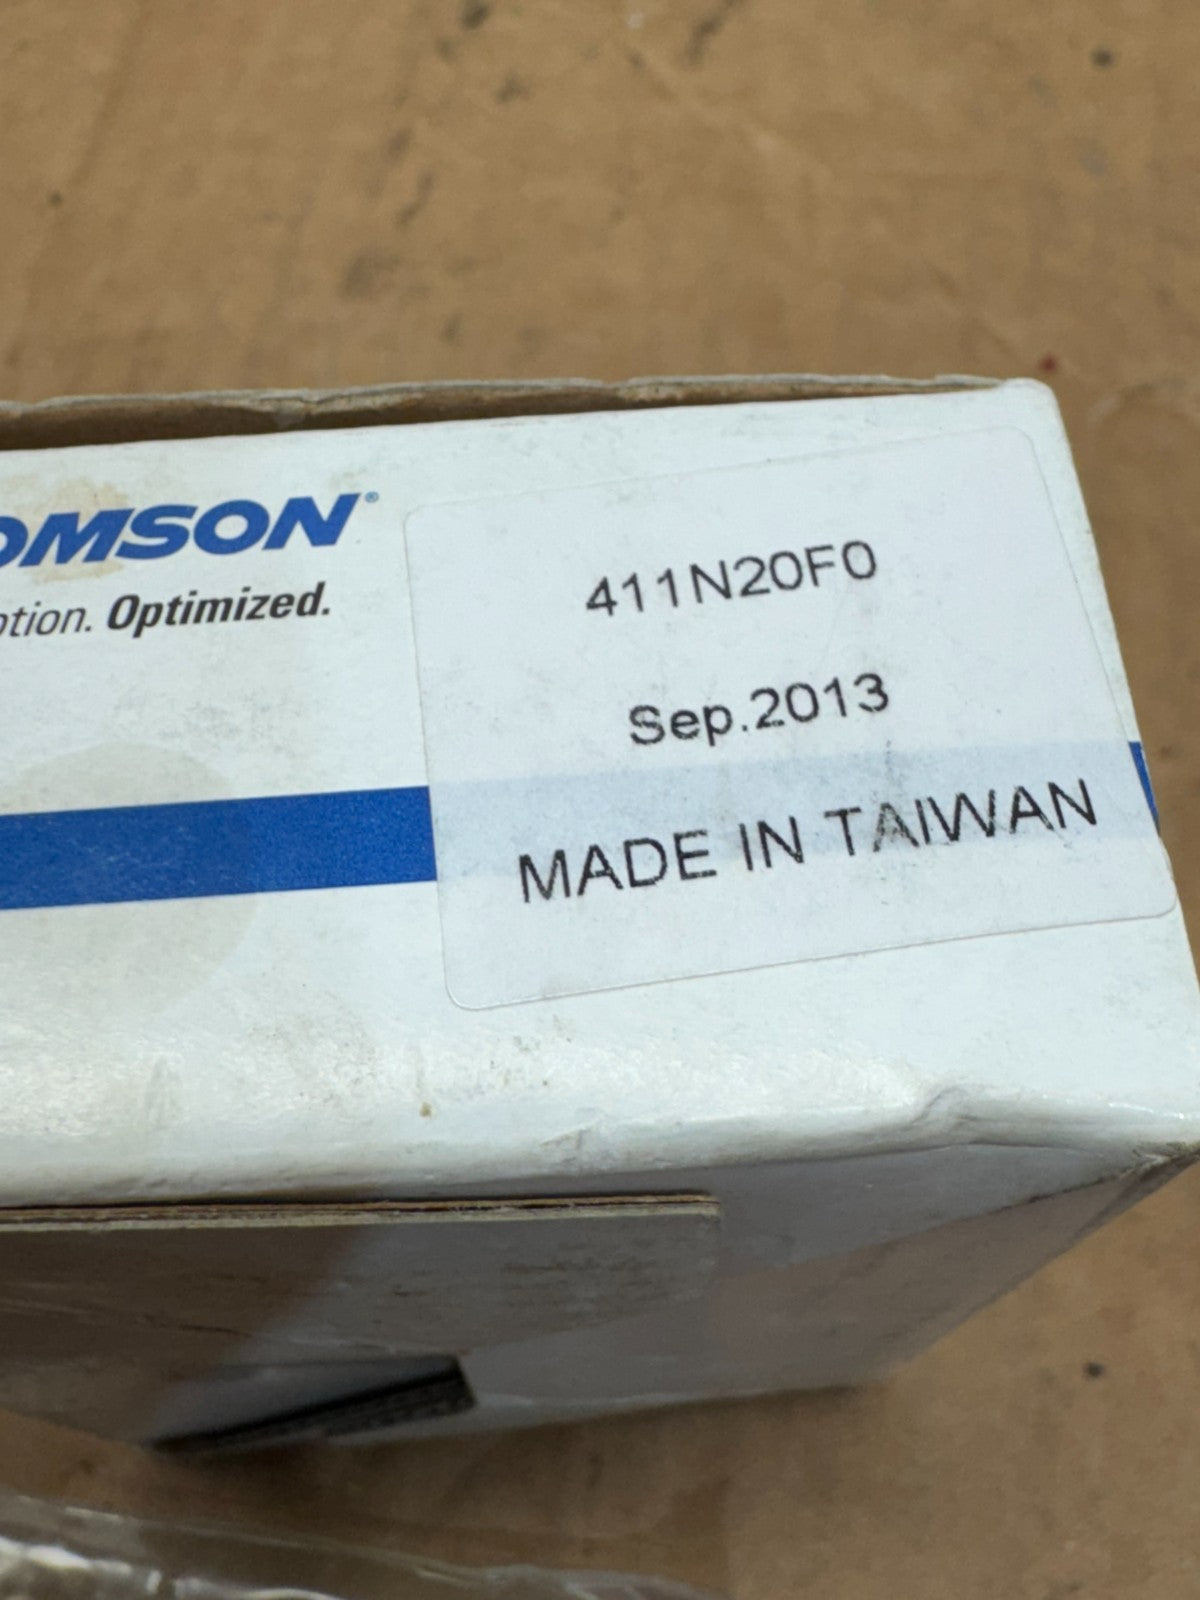 OMSON®
otion. Optimized.
411N20F0
Sep.2013
MADE IN TAIWAN